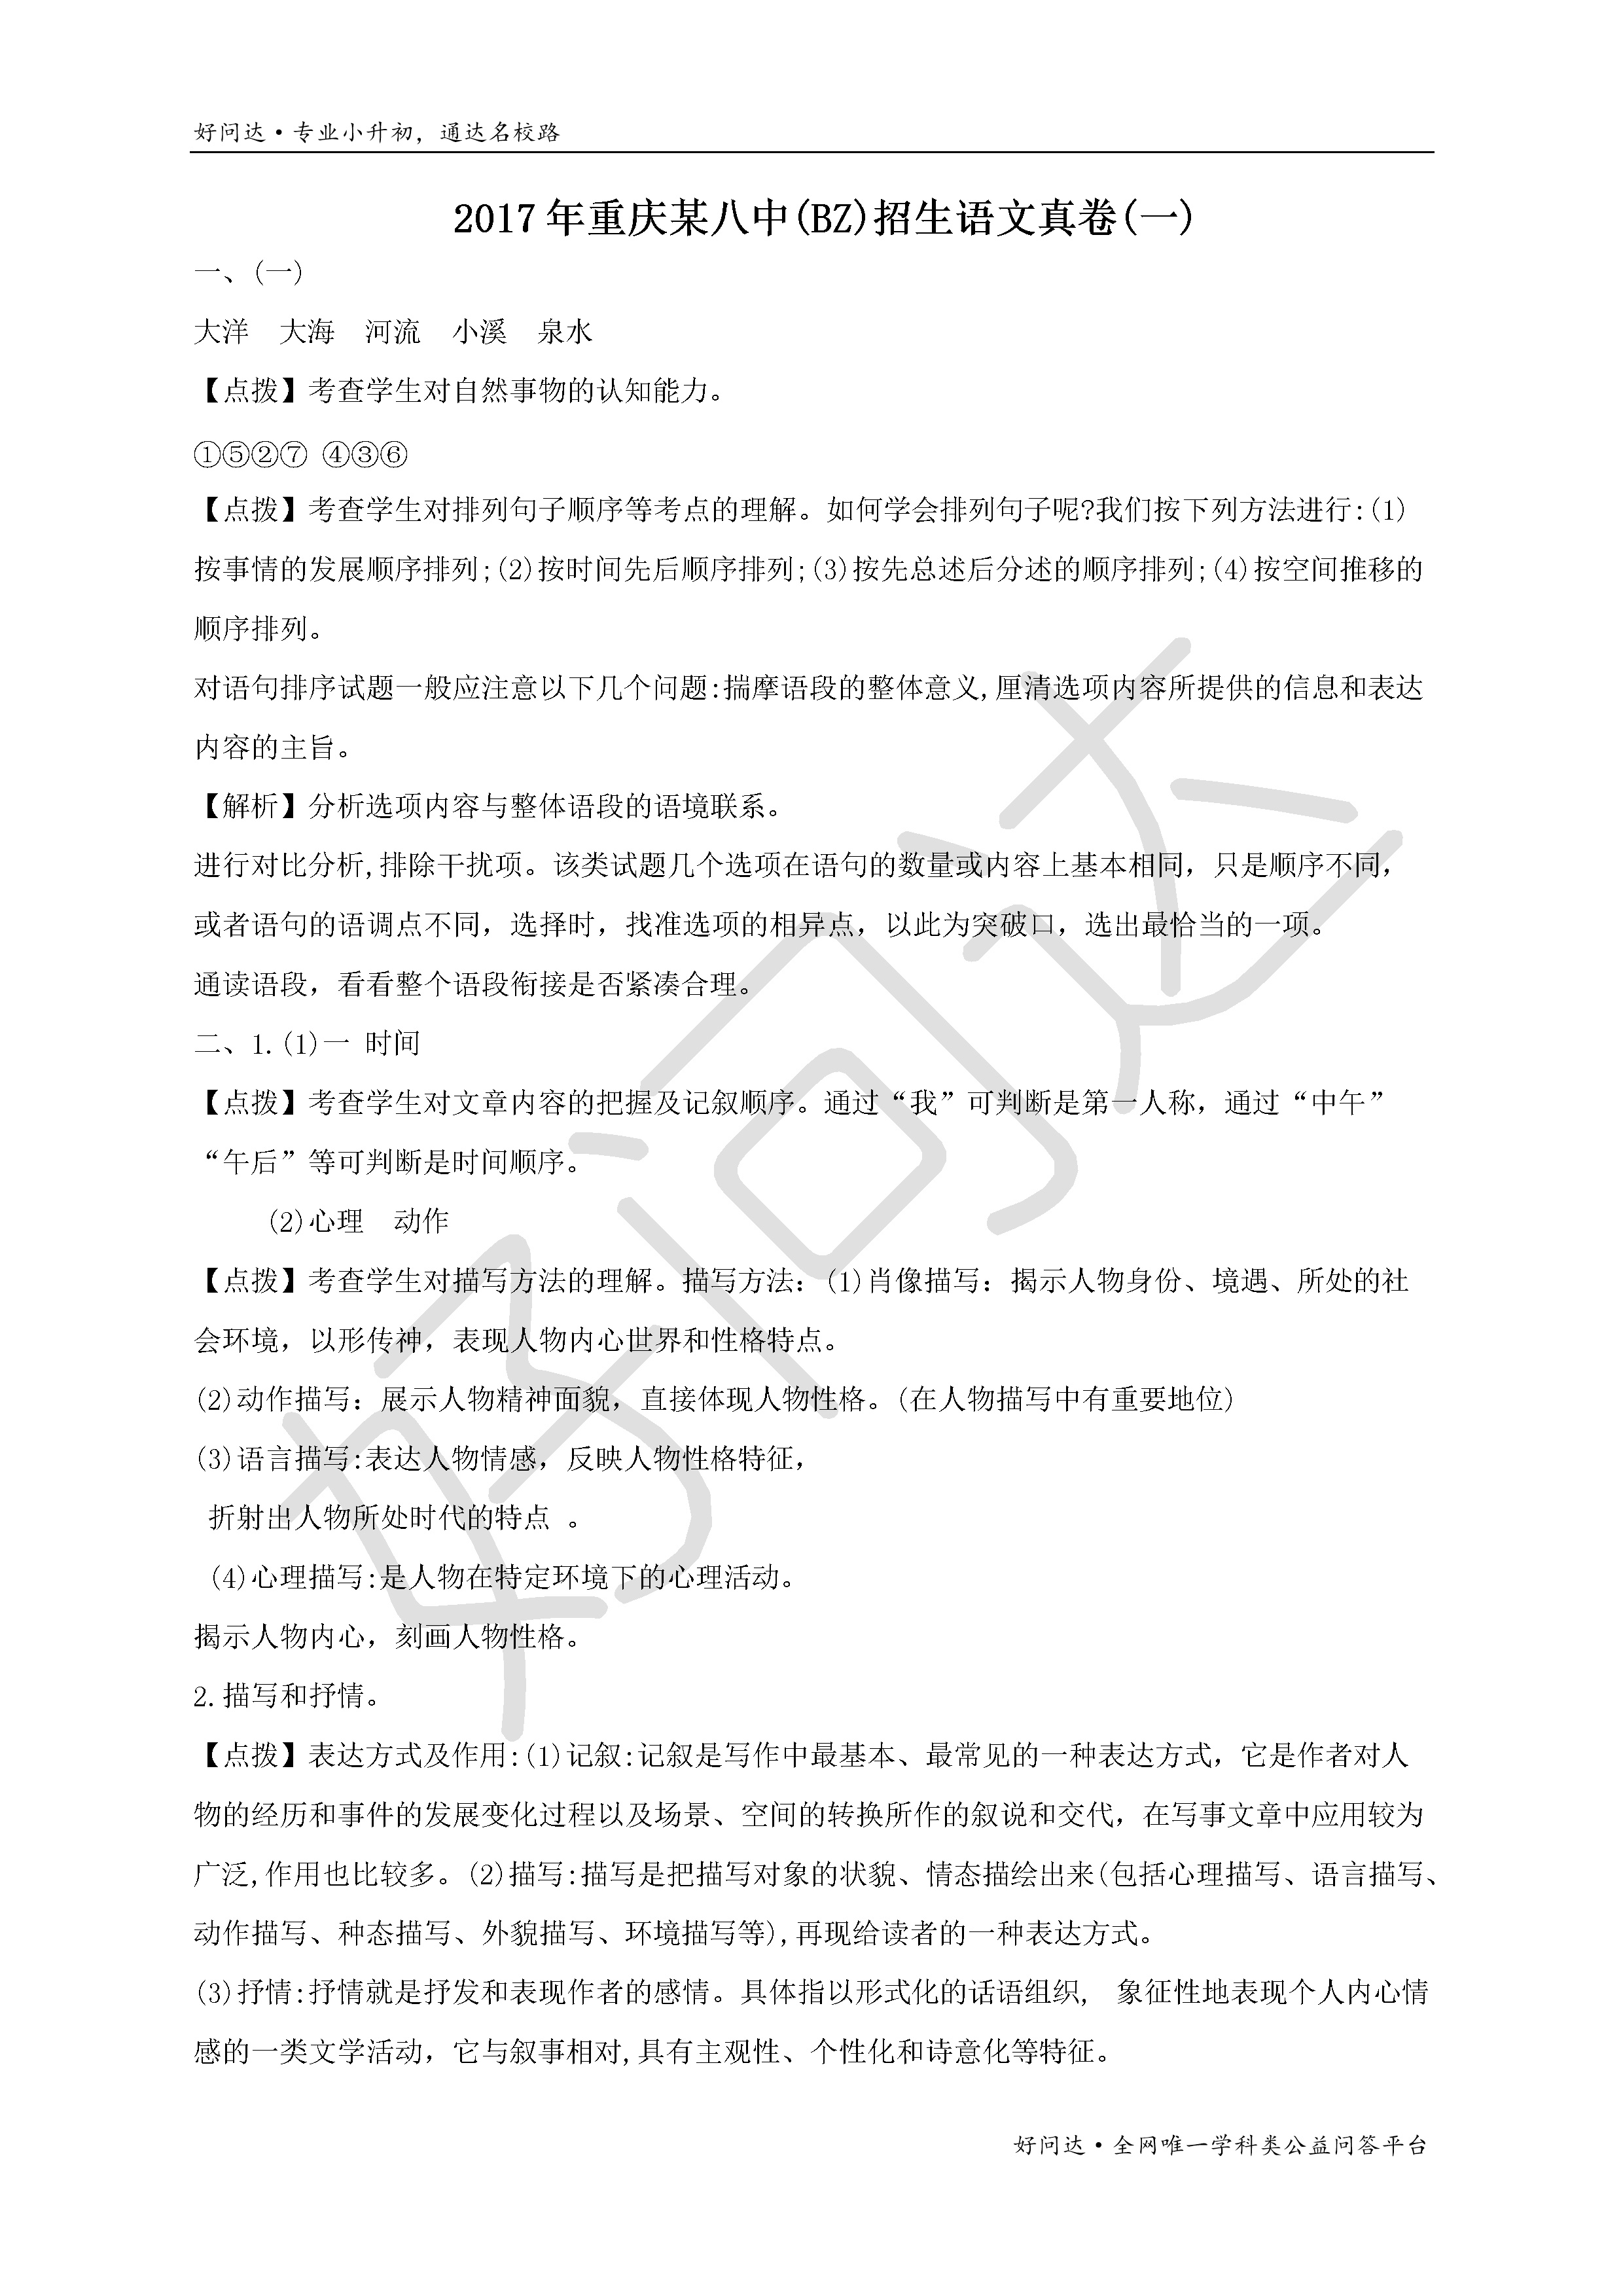 好问达·专业小升初，通达名校路
2017年重庆某八中(BZ)招生语文真卷(一)
一、(一)
大洋　大海　河流　小溪　泉水
【点拨】考查学生对自然事物的认知能力。
①⑤②⑦ ④③⑥
【点拨】考查学生对排列句子顺序等考点的理解。如何学会排列句子呢?我们按下列方法进行:(1)
按事情的发展顺序排列;(2)按时间先后顺序排列;(3)按先总述后分述的顺序排列;(4)按空间推移的
顺序排列。
对语句排序试题一般应注意以下几个问题:揣摩语段的整体意义,厘清选项内容所提供的信息和表达
内容的主旨。
【解析】分析选项内容与整体语段的语境联系。
进行对比分析,排除干扰项。该类试题几个选项在语句的数量或内容上基本相同，只是顺序不同，
或者语句的语调点不同，选择时，找准选项的相异点，以此为突破口，选出最恰当的一项。
通读语段，看看整个语段衔接是否紧凑合理。
二、1.(1)一 时间
【点拨】考查学生对文章内容的把握及记叙顺序。通过“我”可判断是第一人称，通过“中午”
“午后”等可判断是时间顺序。
(2)心理　动作
【点拨】考查学生对描写方法的理解。描写方法：(1)肖像描写：揭示人物身份、境遇、所处的社
会环境，以形传神，表现人物内心世界和性格特点。
(2)动作描写：展示人物精神面貌，直接体现人物性格。(在人物描写中有重要地位)
(3)语言描写:表达人物情感，反映人物性格特征，
折射出人物所处时代的特点 。
(4)心理描写:是人物在特定环境下的心理活动。
揭示人物内心，刻画人物性格。
2.描写和抒情。
【点拨】表达方式及作用:(1)记叙:记叙是写作中最基本、最常见的一种表达方式，它是作者对人
物的经历和事件的发展变化过程以及场景、空间的转换所作的叙说和交代，在写事文章中应用较为
广泛,作用也比较多。(2)描写:描写是把描写对象的状貌、情态描绘出来(包括心理描写、语言描写、
动作描写、种态描写、外貌描写、环境描写等),再现给读者的一种表达方式。
(3)抒情:抒情就是抒发和表现作者的感情。具体指以形式化的话语组织， 象征性地表现个人内心情
感的一类文学活动，它与叙事相对,具有主观性、个性化和诗意化等特征。
好问达
好问达·全网唯一学科类公益问答平台